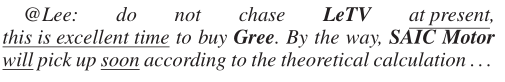 @Lee: do not chase LeTV at present,
this is excellent time to buy Gree. By the way, SAIC Motor
will pick up soon according to the theoretical calculation . . .